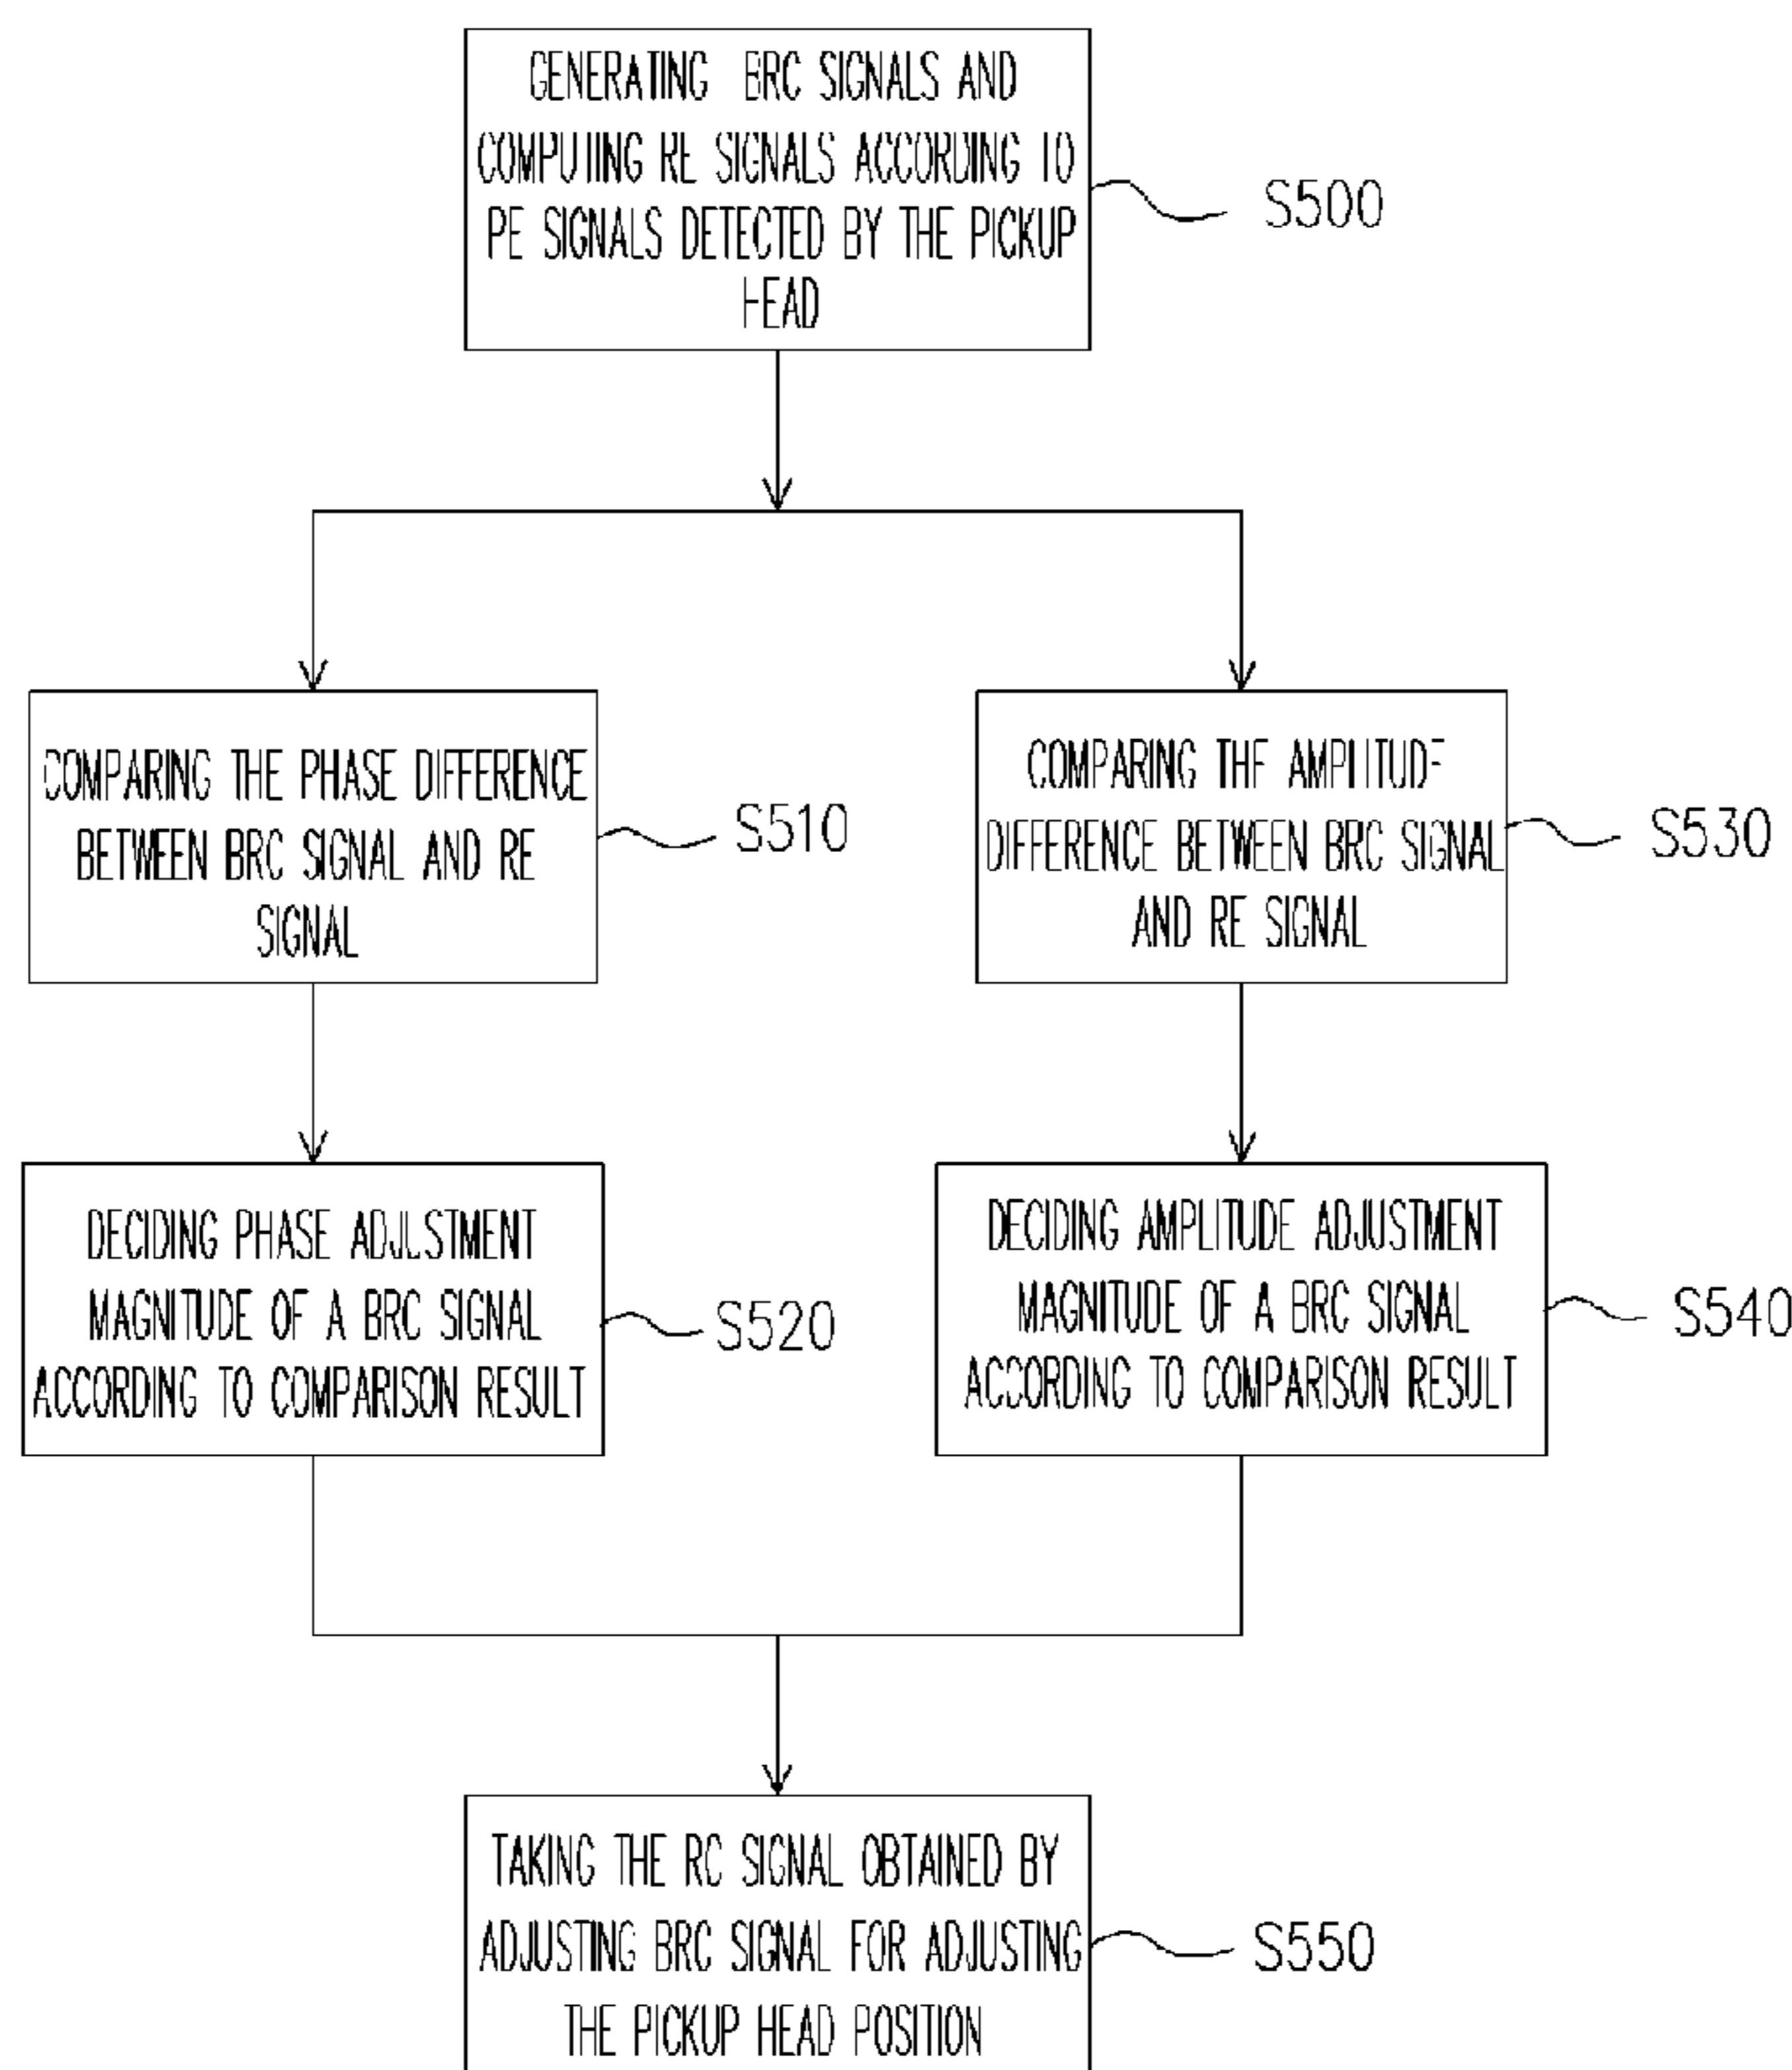 GENERATING BRC SIGNALS AND
COMPUTING RE SIGNALS ACCORDING TO
PE SIGNALS DETECTED BY THE PICKUP
HEAD
S500
COMPARING THE PHASE DIFFERENCE
BETWEEN BRC SIGNAL AND RE
SIGNAL
S510
COMPARING THE AMPLITUDE
DIFFERENCE BETWEEN BRC SIGNAL
AND RE SIGNAL
S530
DECIDING PHASE ADJUSTMENT
MAGNITUDE OF A BRC SIGNAL
ACCORDING TO COMPARISON RESULT
S520
DECIDING AMPLITUDE ADJUSTMENT
MAGNITUDE OF A BRC SIGNAL
ACCORDING TO COMPARISON RESULT
S540
TAKING THE RC SIGNAL OBTAINED BY
ADJUSTING BRC SIGNAL FOR ADJUSTING
THE PICKUP HEAD POSITION
S550